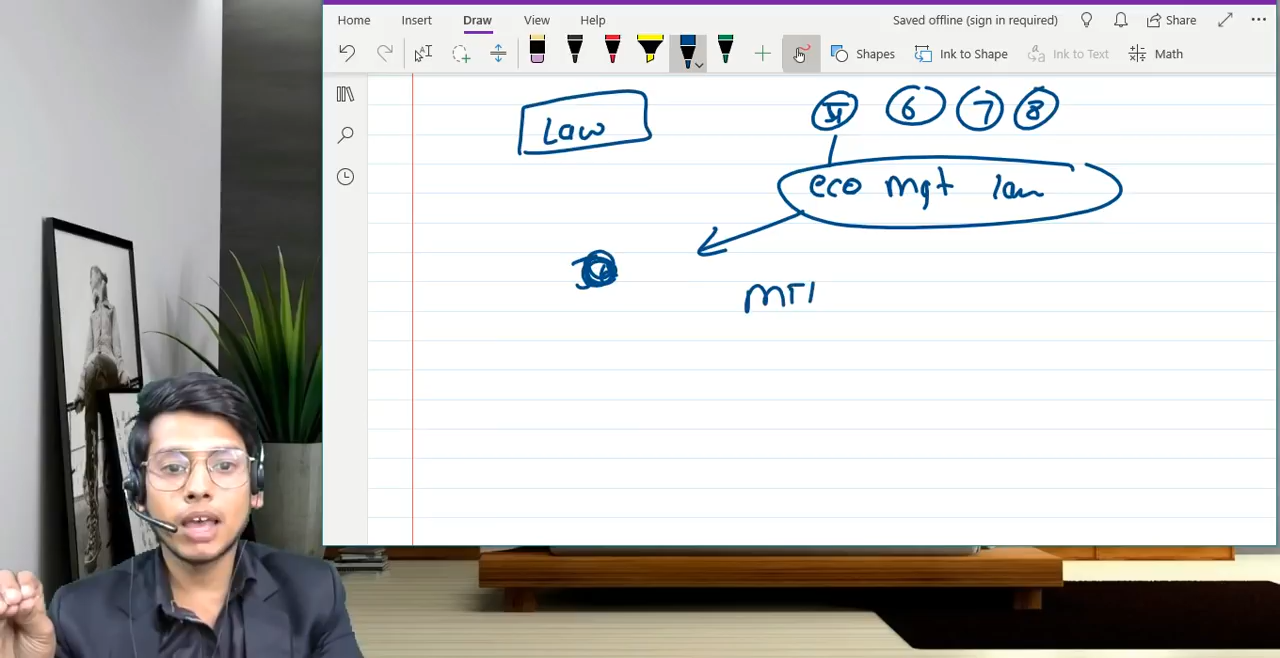 Home Insert Draw View Help Saved offline (sign in required) Share
Ink to Shape Ink to Text Math Shapes
Law
6 7 8
eco mgt law